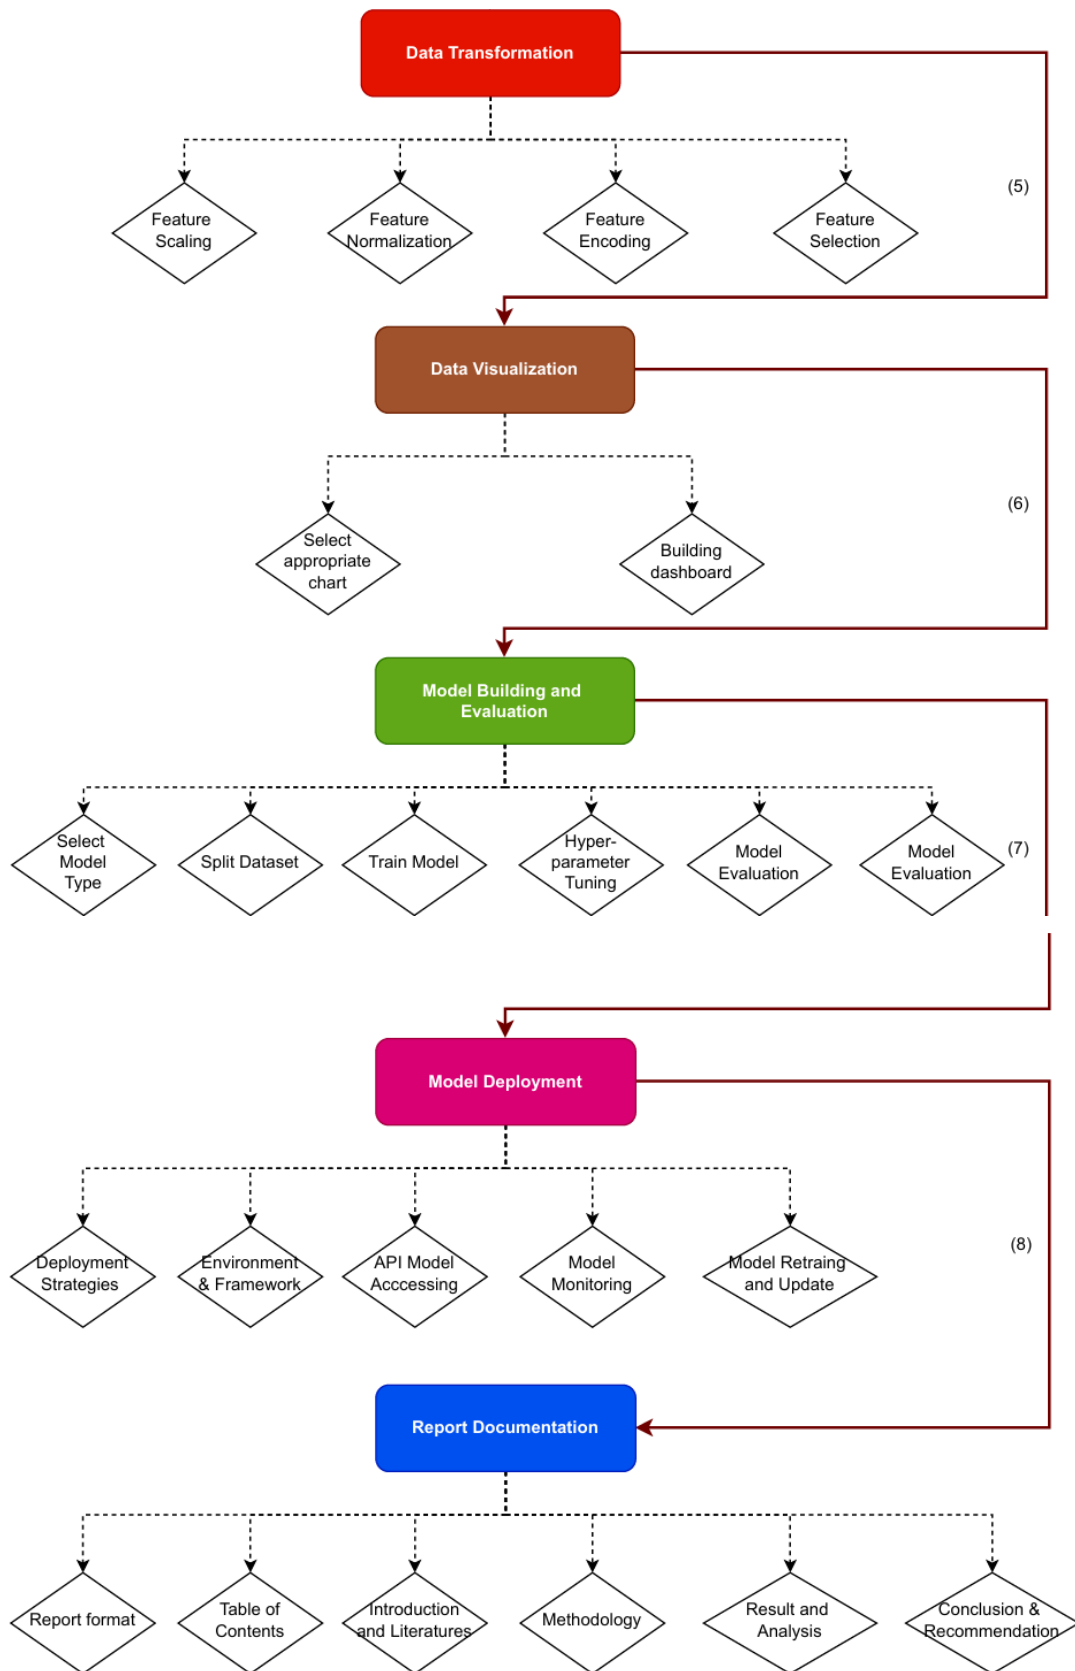 Data Transformation
(5)
Feature
Scaling
Feature
Normalization
Feature
Encoding
Feature
Selection
Data Visualization
(6)
Select
appropriate
chart
Building
dashboard
Model Building and
Evaluation
Select
Model
Type
Split Dataset
Train Model
Hyper-
parameter
Tuning
Model
Evaluation
Model
Evaluation
(7)
Model Deployment
Deployment
Strategies
Environment
& Framework
API Model
Acccessing
Model
Monitoring
Model Retraing
and Update
(8)
Report Documentation
Report format
Table of
Contents
Introduction
and Literatures
Methodology
Result and
Analysis
Conclusion &
Recommendation